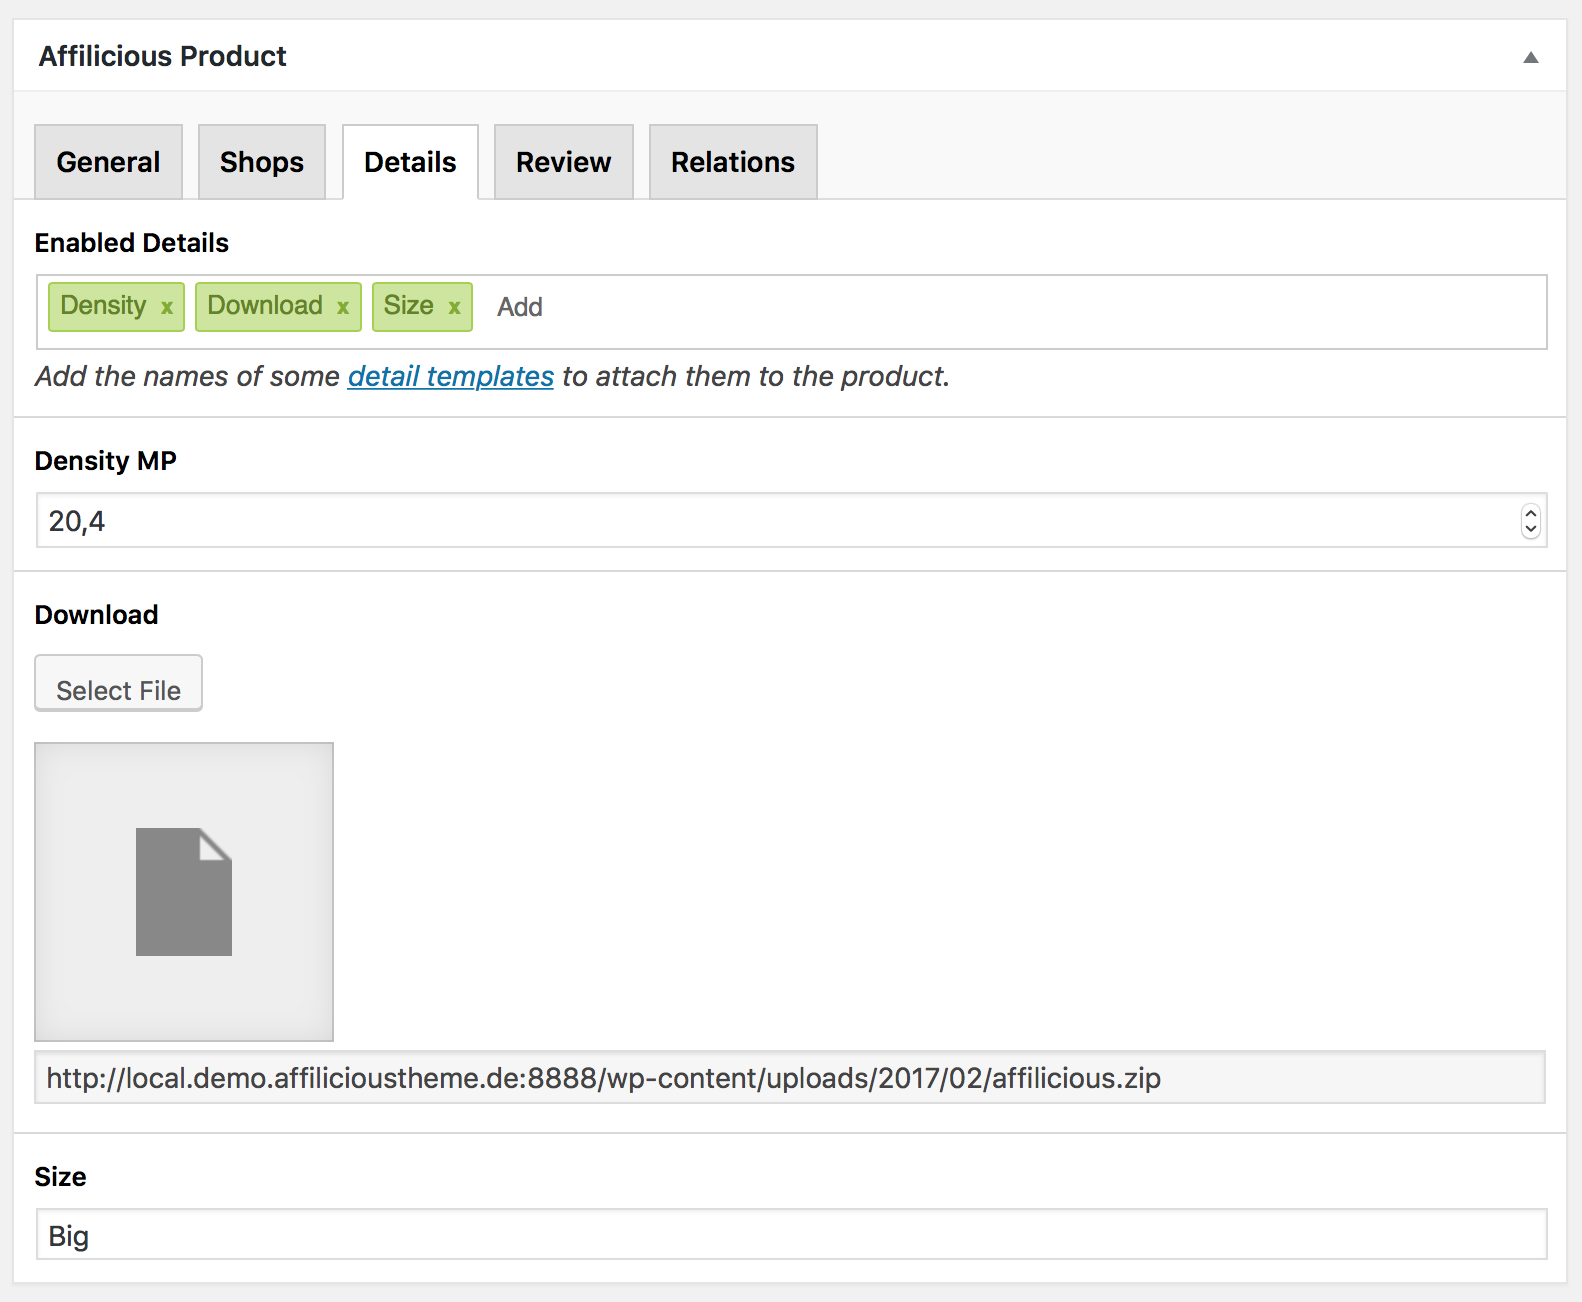 Affilicious Product
General Shops Details Review Relations
Enabled Details
Density x Download x Size x Add
Add the names of some detail templates to attach them to the product.
Density MP
20,4
Download
Select File
http://local.demo.affilicioustheme.de:8888/wp-content/uploads/2017/02/affilicious.zip
Size
Big